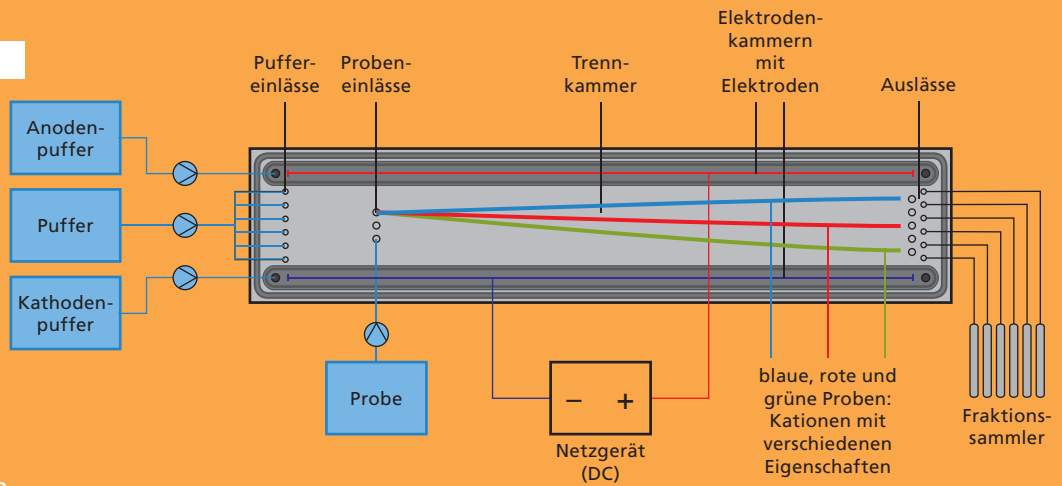 Elektroden-
kammern
mit
Elektroden
Puffer-
einlässe
Proben-
einlässe
Trenn-
kammer
Auslässe
Anoden-
puffer
Puffer
Kathoden-
puffer
Probe
− +
Netzgerät
(DC)
blaue, rote und
grüne Proben:
Kationen mit
verschiedenen
Eigenschaften
Fraktions-
sammler